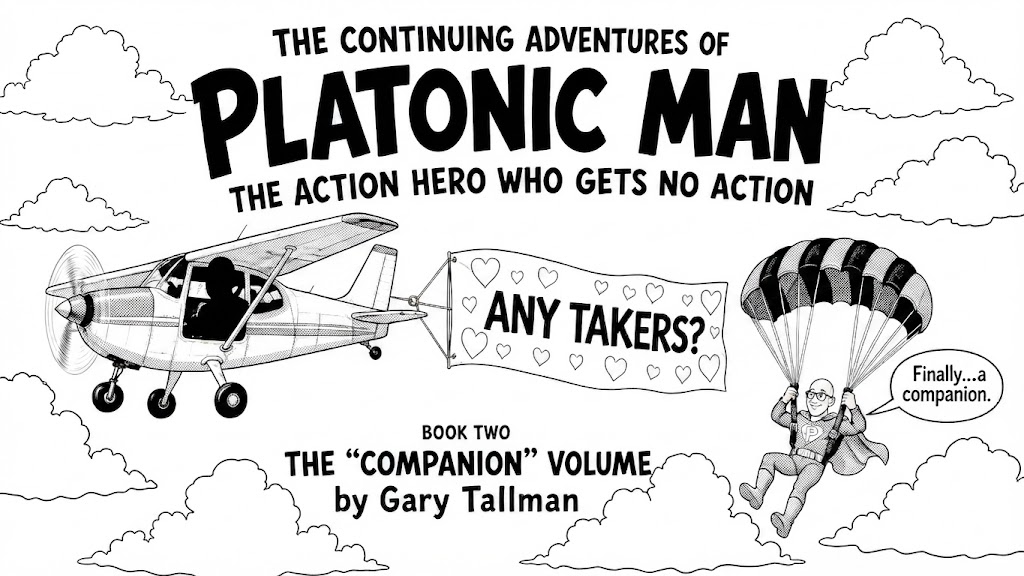 THE CONTINUING ADVENTURES OF
PLATONIC MAN
THE ACTION HERO WHO GETS NO ACTION
ANY TAKERS?
Finally...a
companion.
P
BOOK TWO
THE “COMPANION” VOLUME
by Gary Tallman